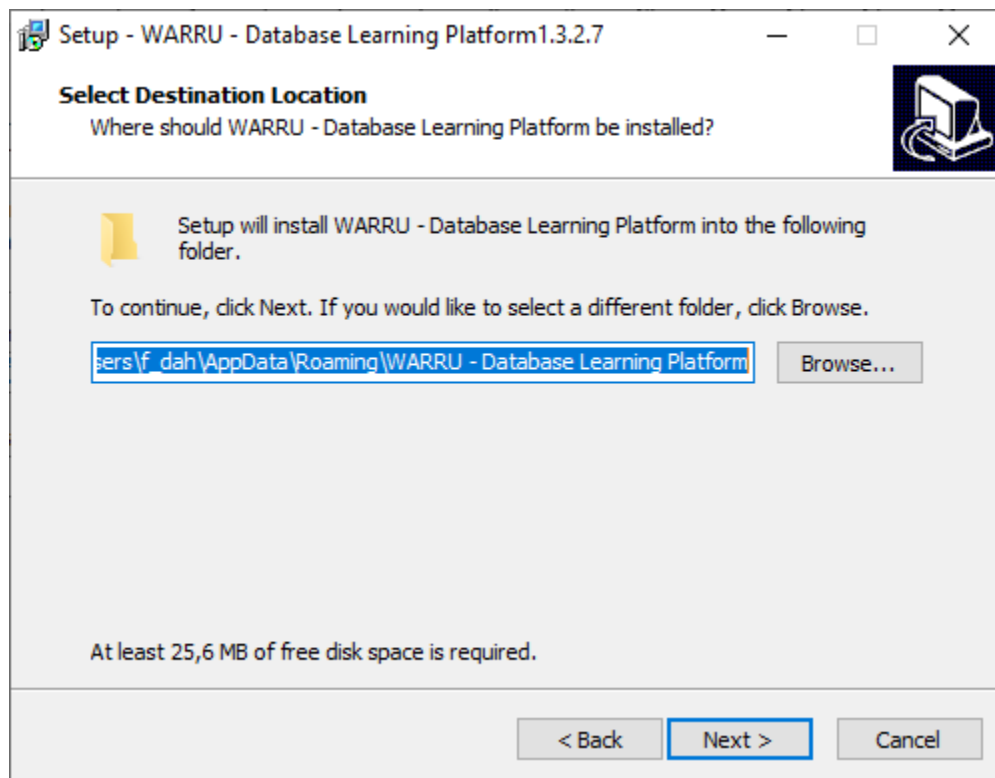 Setup - WARRU - Database Learning Platform1.3.2.7
Select Destination Location
Where should WARRU - Database Learning Platform be installed?
Setup will install WARRU - Database Learning Platform into the following
folder.
To continue, click Next. If you would like to select a different folder, click Browse.
sers\f_dah\AppData\Roaming\WARRU - Database Learning Platform
Browse...
At least 25,6 MB of free disk space is required.
< Back
Next >
Cancel